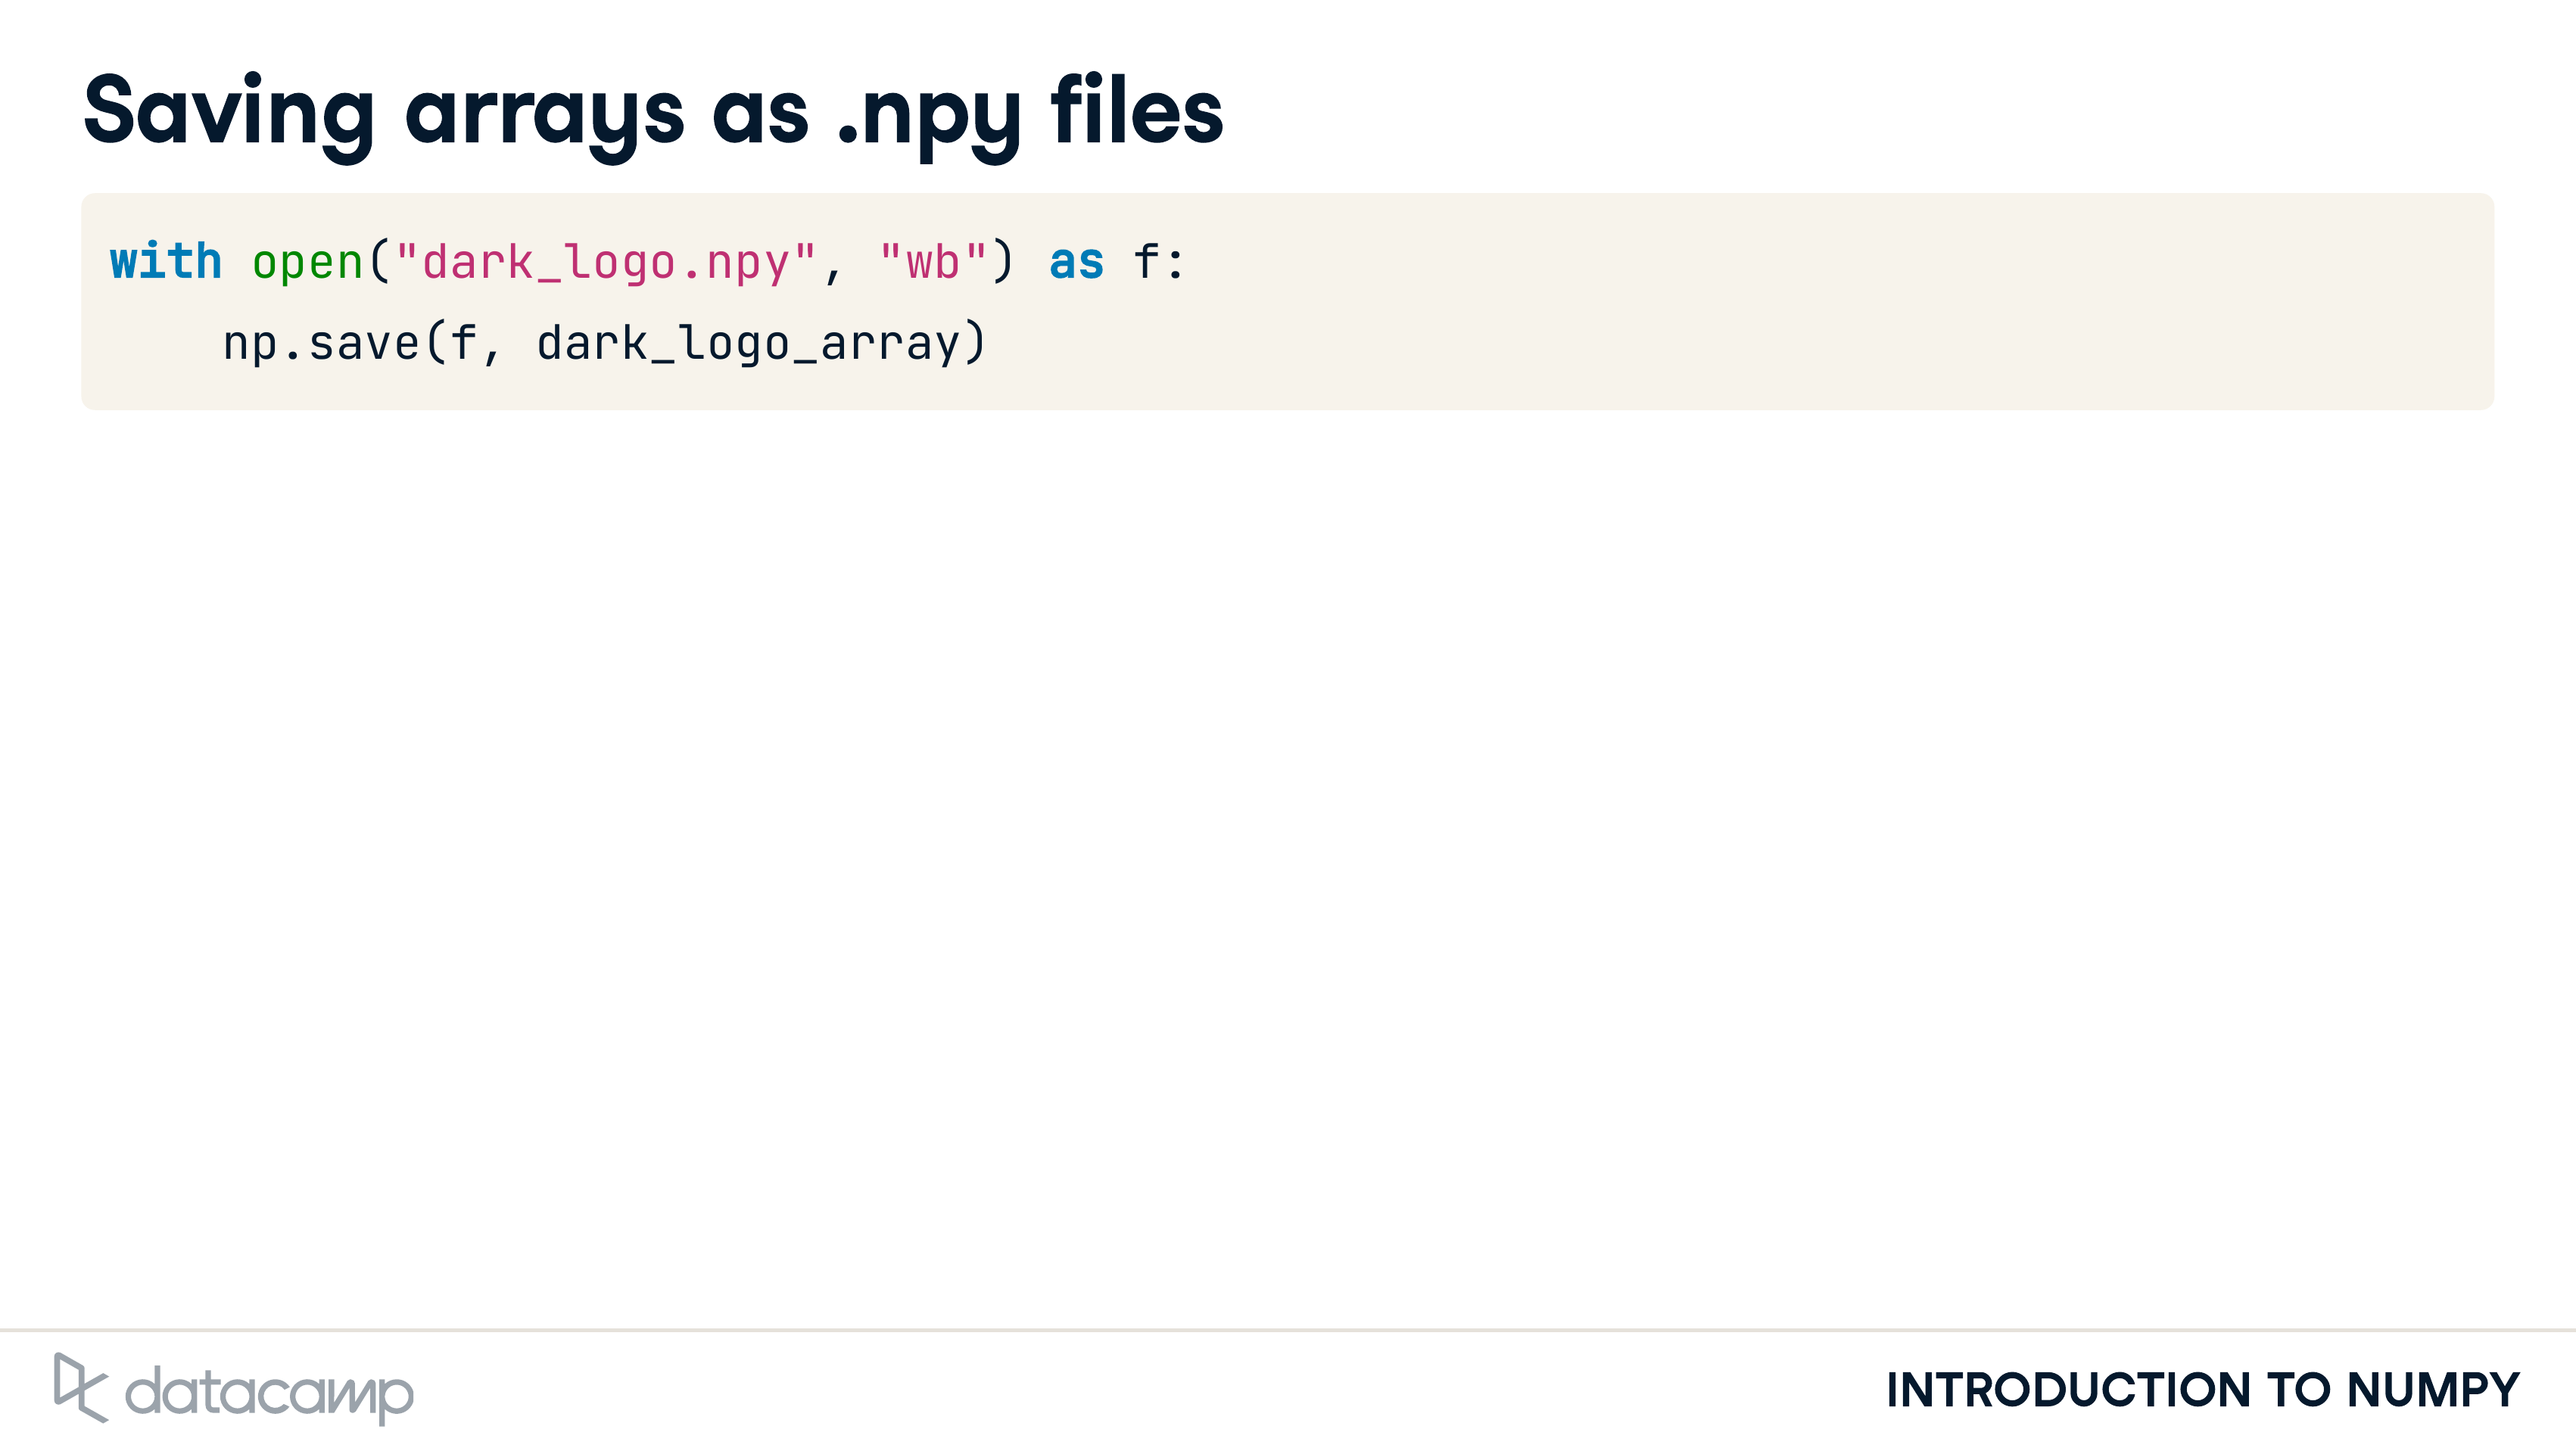 Saving arrays as .npy files
with open("dark_logo.npy", "wb") as f:
    np.save(f, dark_logo_array)
datacamp
INTRODUCTION TO NUMPY